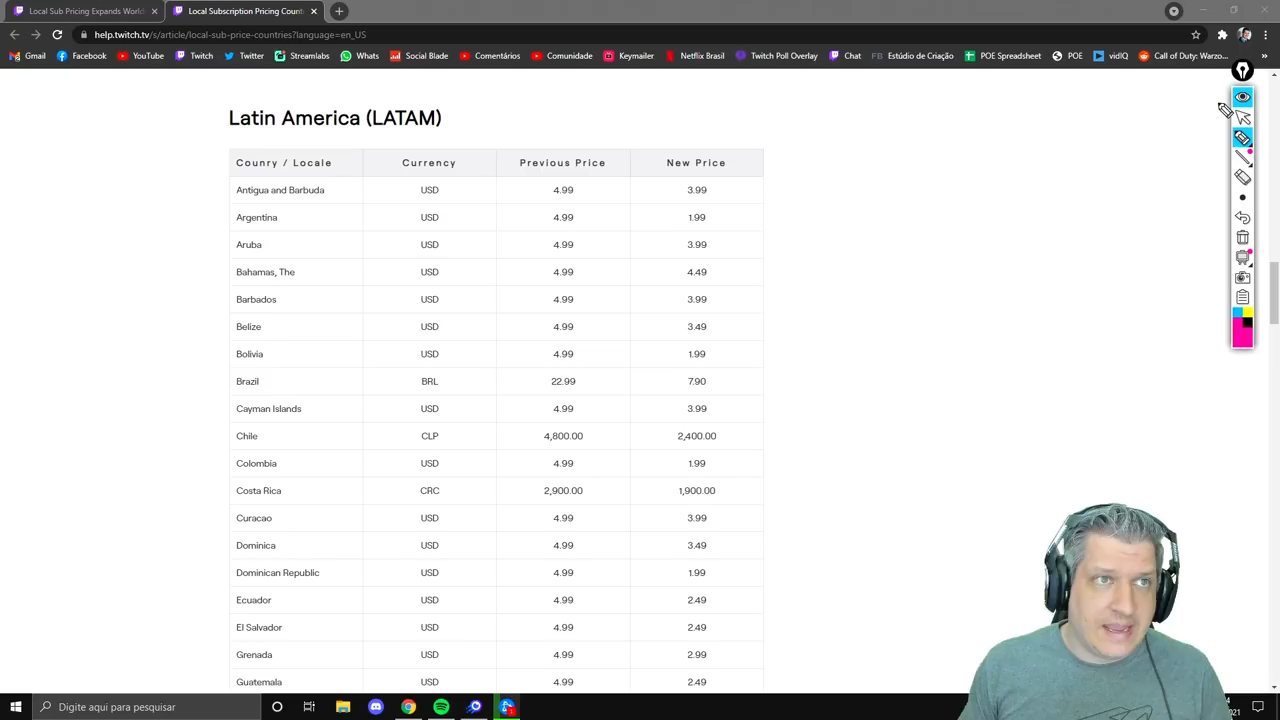 Local Sub Pricing Expands World
Local Subscription Pricing Count
help.twitch.tv/s/article/local-sub-price-countries?language=en_US
Gmail Facebook YouTube Twitch Twitter Streamlabs Whats Social Blade Comentários Comunidade Keymailer Netflix Brasil Twitch Poll Overlay Chat FB Estúdio de Criação POE Spreadsheet POE vidIQ Call of Duty: Warzo... »
Latin America (LATAM)
Counry / Locale Currency Previous Price New Price
Antigua and Barbuda USD 4.99 3.99
Argentina USD 4.99 1.99
Aruba USD 4.99 3.99
Bahamas, The USD 4.99 4.49
Barbados USD 4.99 3.99
Belize USD 4.99 3.49
Bolivia USD 4.99 1.99
Brazil BRL 22.99 7.90
Cayman Islands USD 4.99 3.99
Chile CLP 4,800.00 2,400.00
Colombia USD 4.99 1.99
Costa Rica CRC 2,900.00 1,900.00
Curacao USD 4.99 3.99
Dominica USD 4.99 3.49
Dominican Republic USD 4.99 1.99
Ecuador USD 4.99 2.49
El Salvador USD 4.99 2.49
Grenada USD 4.99 2.99
Guatemala USD 4.99 2.49
Digite aqui para pesquisar